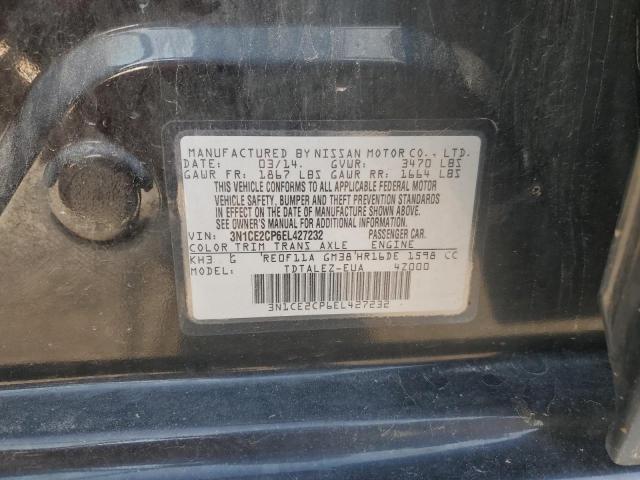 MANUFACTURED BY NISSAN MOTOR CO., LTD.
DATE: 03/14. GVWR: 3470 LBS
GAWR FR: 1867 LBS GAWR RR: 1664 LBS
THIS VEHICLE CONFORMS TO ALL APPLICABLE FEDERAL MOTOR
VEHICLE SAFETY, BUMPER AND THEFT PREVENTION STANDARDS
IN EFFECT ON THE DATE OF MANUFACTURE SHOWN ABOVE.
SEE OWNER'S MANUAL FOR ADDITIONAL INFORMATION.
VIN: 3N1CE2CP6EL427232 PASSENGER CAR.
COLOR TRIM TRANS AXLE ENGINE
KH3 G RE0F11A GM38 HR16DE 1598 CC
MODEL: TDTALEZ-EUA 4Z000
3N1CE2CP6EL427232